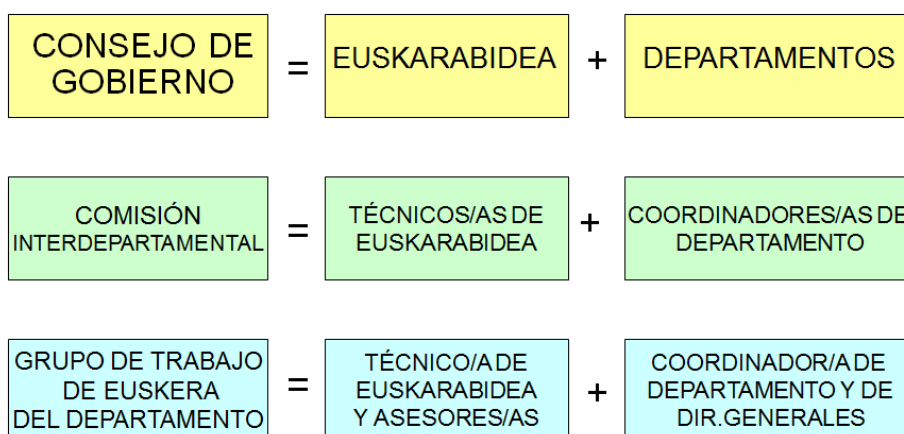 CONSEJO DE
GOBIERNO
=
EUSKARABIDEA
+
DEPARTAMENTOS
COMISIÓN
INTERDEPARTAMENTAL
=
TÉCNICOS/AS DE
EUSKARABIDEA
+
COORDINADORES/AS DE
DEPARTAMENTO
GRUPO DE TRABAJO
DE EUSKERA
DEL DEPARTAMENTO
=
TÉCNICO/A DE
EUSKARABIDEA
Y ASESORES/AS
+
COORDINADOR/A DE
DEPARTAMENTO Y DE
DIR.GENERALES